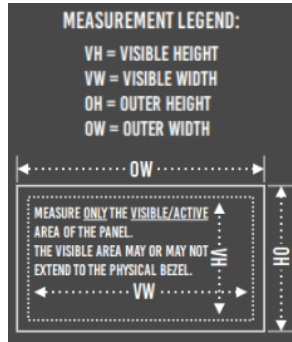 MEASUREMENT LEGEND:
VH = VISIBLE HEIGHT
VW = VISIBLE WIDTH
OH = OUTER HEIGHT
OW = OUTER WIDTH
OW
MEASURE ONLY THE VISIBLE/ACTIVE
AREA OF THE PANEL.
THE VISIBLE AREA MAY OR MAY NOT
EXTEND TO THE PHYSICAL BEZEL.
VH
OH
VW